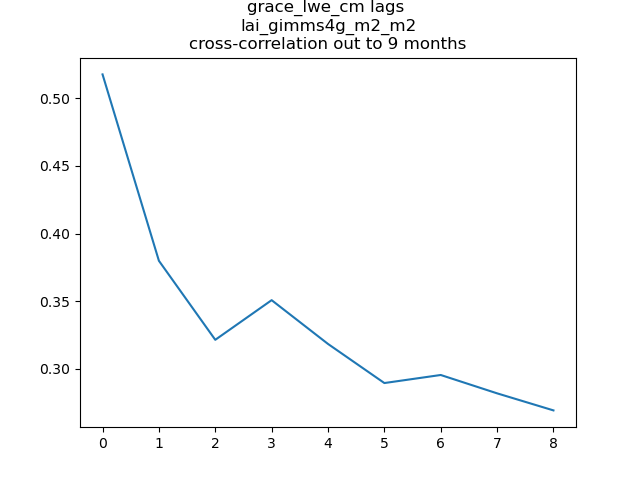 grace_lwe_cm lags
lai_gimms4g_m2_m2
cross-correlation out to 9 months
0.50
0.45
0.40
0.35
0.30
0 1 2 3 4 5 6 7 8